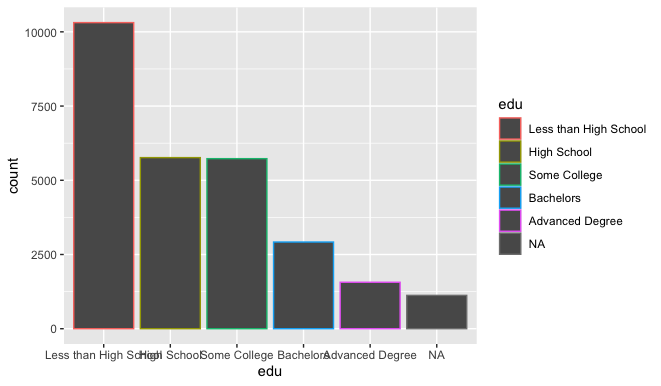 10000
7500
5000
2500
0
count
Less than High School High School Some College Bachelors Advanced Degree NA
edu
edu
Less than High School
High School
Some College
Bachelors
Advanced Degree
NA